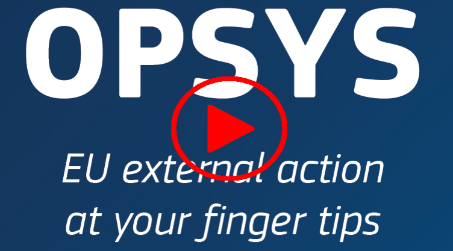 OPSYS
EU external action
at your finger tips